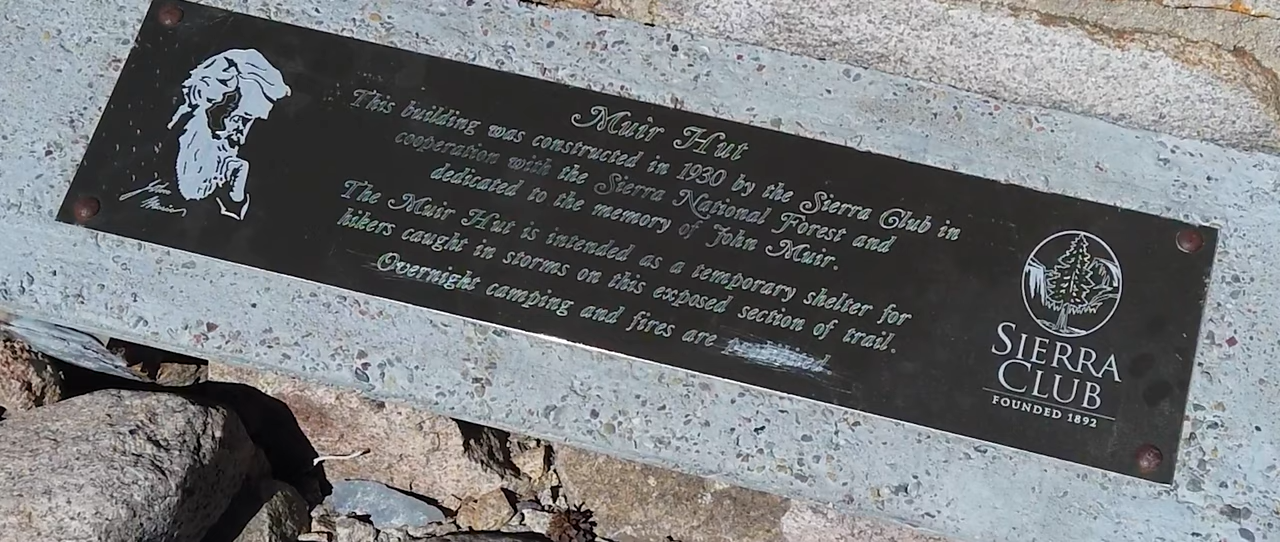 Muir Hut
This building was constructed in 1930 by the Sierra Club in
cooperation with the Sierra National Forest and
dedicated to the memory of John Muir.
The Muir Hut is intended as a temporary shelter for
hikers caught in storms on this exposed section of trail.
Overnight camping and fires are
John
Muir
SIERRA
CLUB
FOUNDED 1892